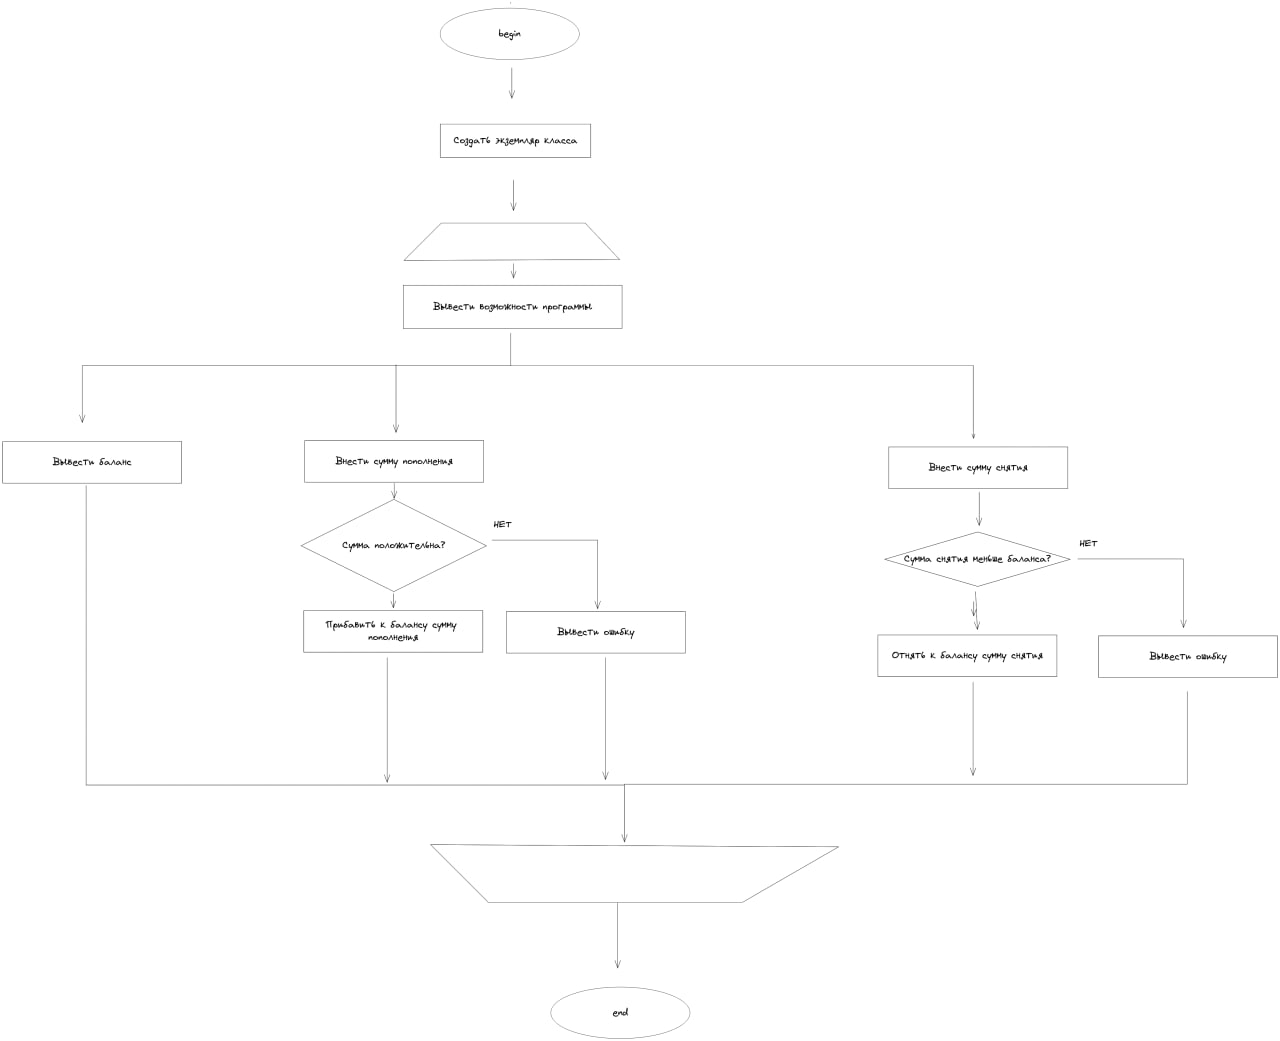 begin
Создать экземпляр класса
Вывести возможности программы
Вывести баланс
Внести сумму пополнения
Внести сумму снятия
НЕТ
Сумма положительна?
НЕТ
Сумма снятия меньше баланса?
Прибавить к балансу сумму
пополнения
Вывести ошибку
Отнять к балансу сумму снятия
Вывести ошибку
end